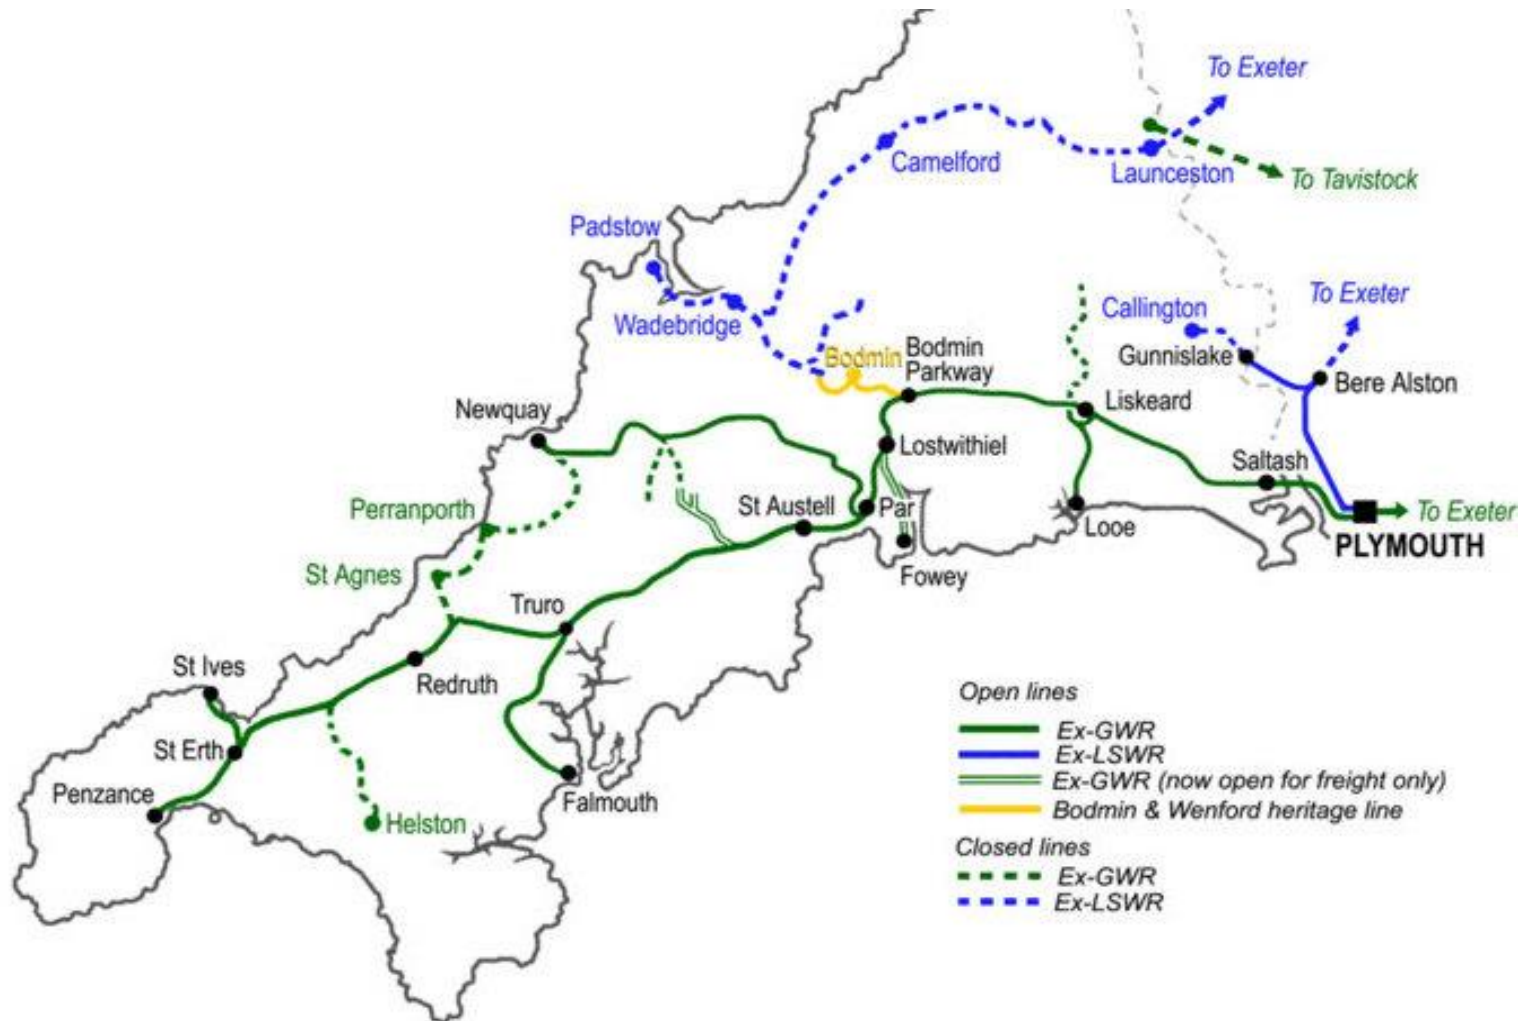 To Exeter
Camelford
Launceston
To Tavistock
Padstow
Wadebridge
Callington
To Exeter
Gunnislake
Bere Alston
Bodmin
Bodmin
Parkway
Liskeard
Newquay
Lostwithiel
Saltash
Perranporth
St Austell
Par
Looe
To Exeter
PLYMOUTH
St Agnes
Fowey
Truro
St Ives
Redruth
St Erth
Penzance
Falmouth
Helston
Open lines
Ex-GWR
Ex-LSWR
Ex-GWR (now open for freight only)
Bodmin & Wenford heritage line
Closed lines
Ex-GWR
Ex-LSWR